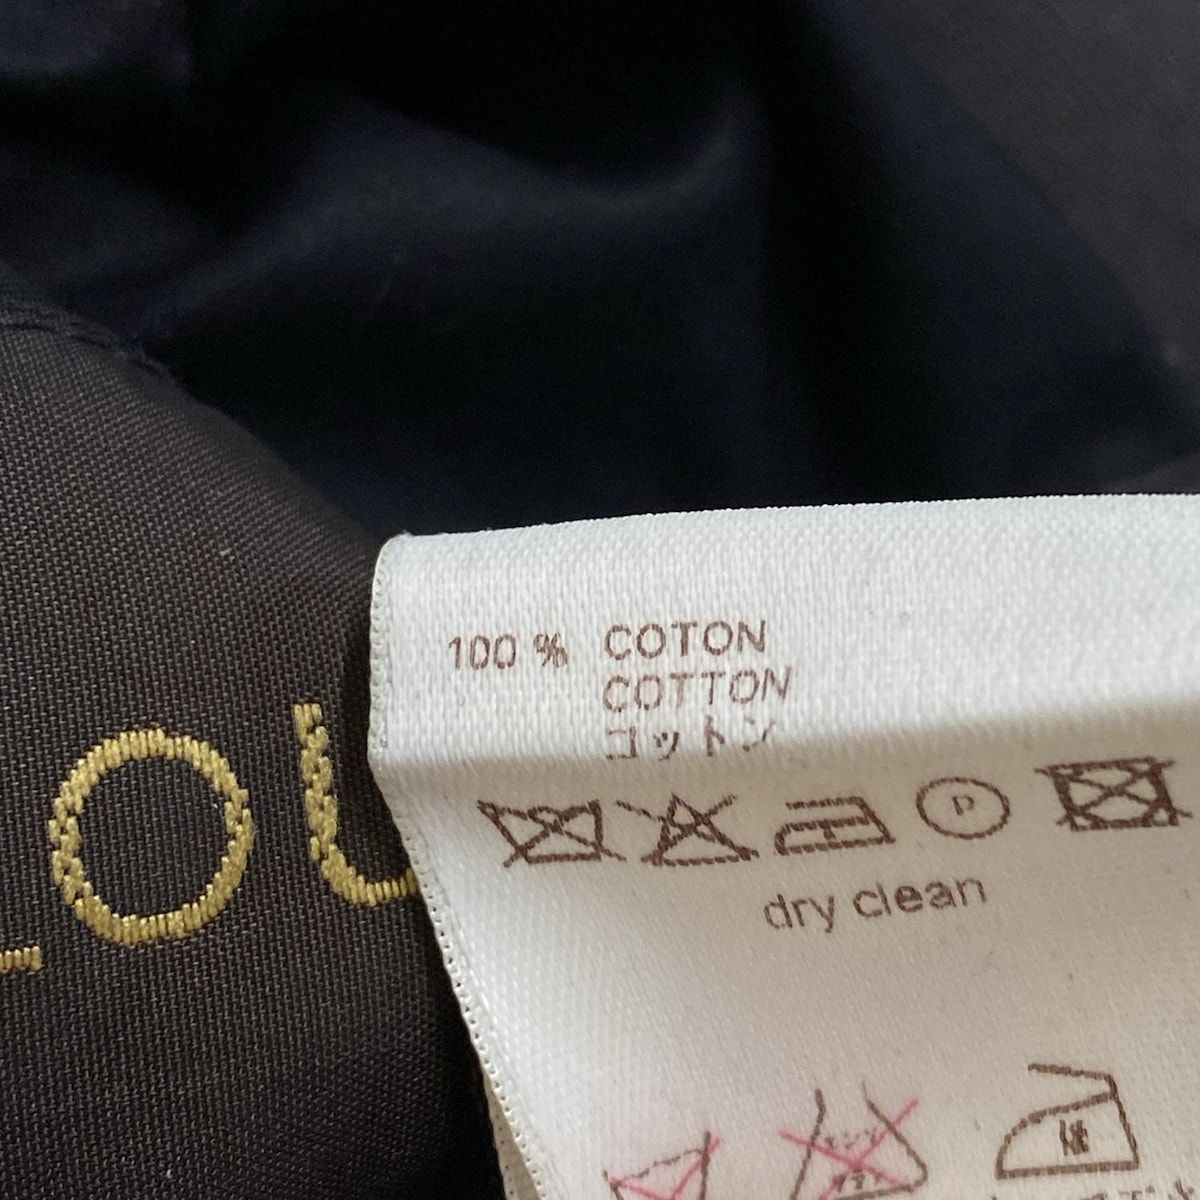 100 % COTON
COTTON
コットン
P
dry clean
LOU